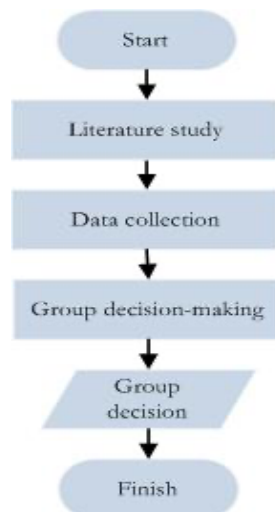 Start
Literature study
Data collection
Group decision-making
Group
decision
Finish